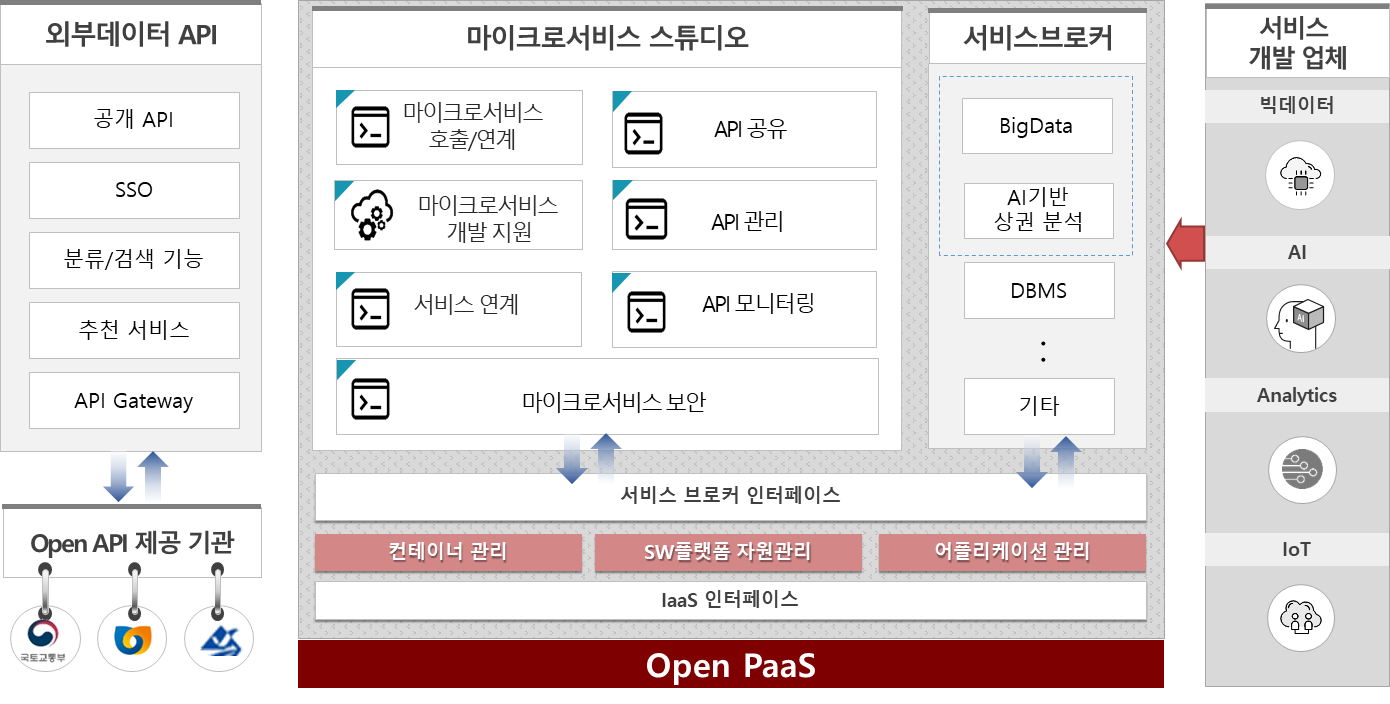 외부데이터 API
공개 API
SSO
분류/검색 기능
추천 서비스
API Gateway
Open API 제공 기관
국토교통부
마이크로서비스 스튜디오
마이크로서비스
호출/연계
API 공유
마이크로서비스
개발 지원
API 관리
서비스 연계
API 모니터링
마이크로서비스 보안
서비스브로커
BigData
AI기반
상권 분석
DBMS
:
기타
서비스 브로커 인터페이스
컨테이너 관리
SW플랫폼 자원관리
어플리케이션 관리
IaaS 인터페이스
Open PaaS
서비스
개발 업체
빅데이터
AI
AI
Analytics
IoT